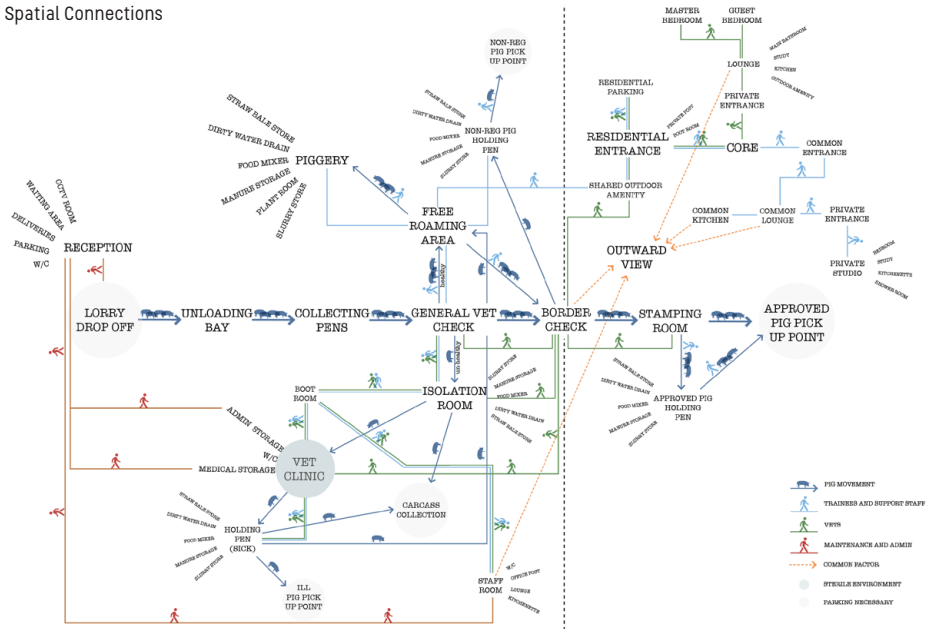 Spatial Connections
MASTER
BEDROOM
GUEST
BEDROOM
MAIN BATHROOM
STUDY
KITCHEN
OUTDOOR AMENITY
LOUNGE
NON-REG
PIG PICK
UP POINT
RESIDENTIAL
PARKING
PRIVATE
ENTRANCE
STRAW BALE STORE
DIRTY WATER DRAIN
FOOD MIXER
MANURE STORAGE
SLURRY STORE
NON-REG PIG
HOLDING
PEN
PRIVATE POST
BOOT ROOM
RESIDENTIAL
ENTRANCE
CORE
COMMON
ENTRANCE
STRAW BALE STORE
DIRTY WATER DRAIN
FOOD MIXER
MANURE STORAGE
PLANT ROOM
SLURRY STORE
PIGGERY
SHARED OUTDOOR
AMENITY
CCTV ROOM
WAITING AREA
DELIVERIES
PARKING
W/C
RECEPTION
FREE
ROAMING
AREA
COMMON
KITCHEN
COMMON
LOUNGE
PRIVATE
ENTRANCE
OUTWARD
VIEW
PRIVATE
STUDIO
BEDROOM
STUDY
KITCHENETTE
SHOWER ROOM
healthy
LORRY
DROP OFF
UNLOADING
BAY
COLLECTING
PENS
GENERAL VET
CHECK
BORDER
CHECK
STAMPING
ROOM
APPROVED
PIG PICK
UP POINT
un-healthy
SLURRY STORE
MANURE STORAGE
FOOD MIXER
DIRTY WATER DRAIN
STRAW BALE STORE
STRAW BALE STORE
DIRTY WATER DRAIN
FOOD MIXER
MANURE STORAGE
SLURRY STORE
APPROVED PIG
HOLDING
PEN
BOOT
ROOM
ISOLATION
ROOM
ADMIN STORAGE
W/C
MEDICAL STORAGE
VET
CLINIC
STRAW BALE STORE
DIRTY WATER DRAIN
FOOD MIXER
MANURE STORAGE
SLURRY STORE
CARCASS
COLLECTION
HOLDING
PEN
(SICK)
STAFF
ROOM
W/C
OFFICE POST
LOUNGE
KITCHENETTE
ILL
PIG PICK
UP POINT
PIG MOVEMENT
TRAINEES AND SUPPORT STAFF
VETS
MAINTENANCE AND ADMIN
COMMON FACTOR
STERILE ENVIRONMENT
PARKING NECESSARY